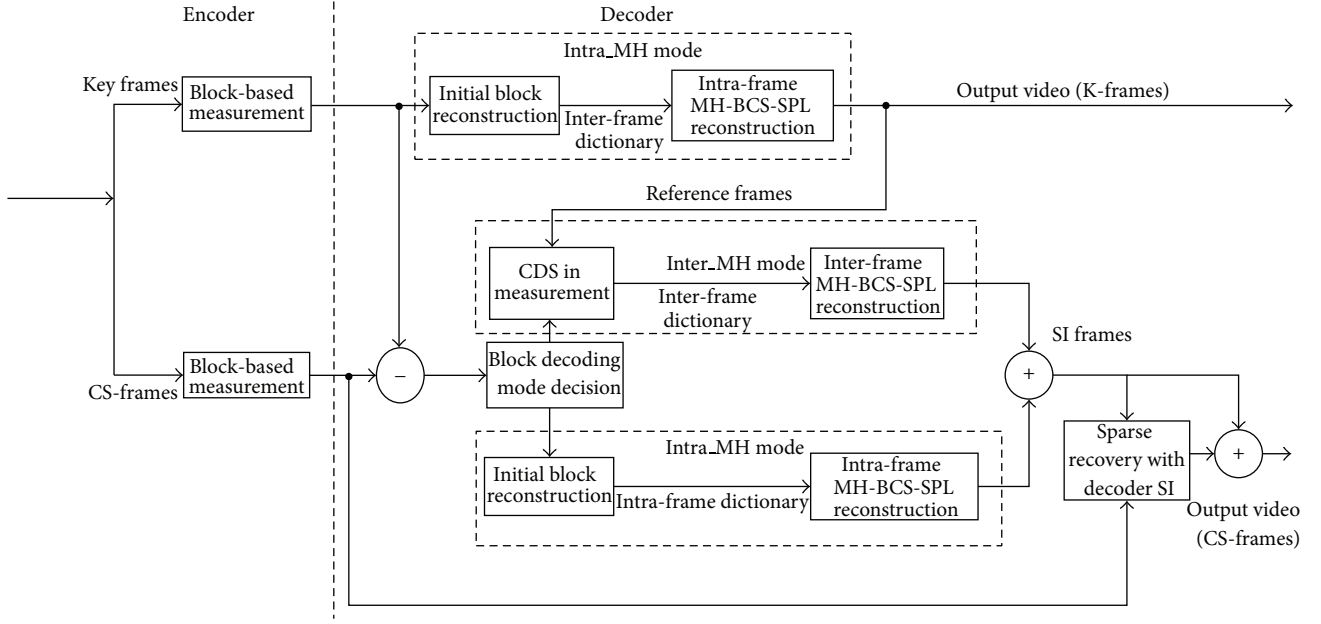 Encoder
Decoder
Intra_MH mode
Key frames
Block-based
measurement
Initial block
reconstruction
Inter-frame
dictionary
Intra-frame
MH-BCS-SPL
reconstruction
Output video (K-frames)
Reference frames
CDS in
measurement
Inter_MH mode
Inter-frame
dictionary
Inter-frame
MH-BCS-SPL
reconstruction
SI frames
CS-frames
Block-based
measurement
−
Block decoding
mode decision
+
Intra_MH mode
Initial block
reconstruction
Intra-frame dictionary
Intra-frame
MH-BCS-SPL
reconstruction
Sparse
recovery with
decoder SI
+
Output video
(CS-frames)